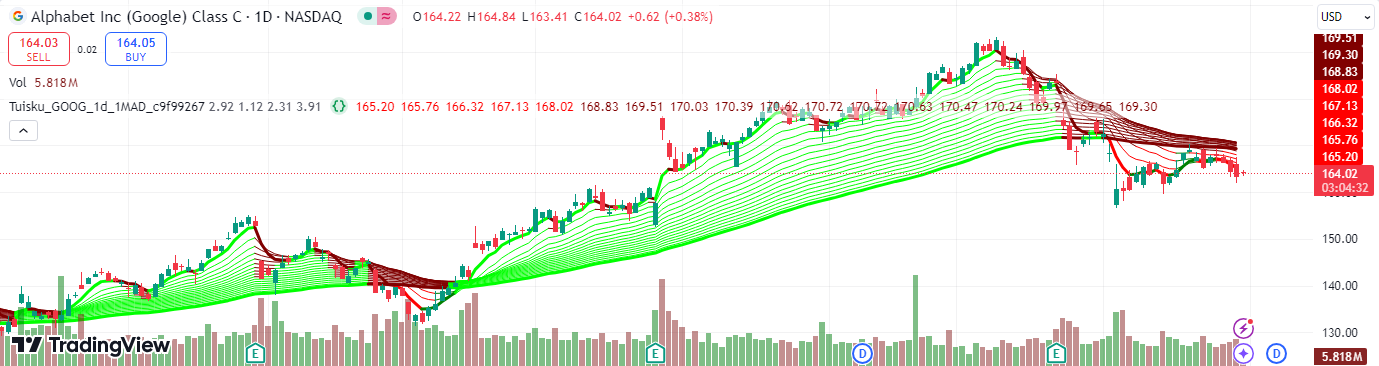 Alphabet Inc (Google) Class C · 1D · NASDAQ O164.22 H164.84 L163.41 C164.02 +0.62 (+0.38%) USD
164.03 0.02 164.05
SELL BUY
Vol 5.818M
Tuisku_GOOG_1d_1MAD_c9f99267 2.92 1.12 2.31 3.91 165.20 165.76 166.32 167.13 168.02 168.83 169.51 170.03 170.39 170.62 170.72 170.72 170.63 170.47 170.24 169.97 169.65 169.30
169.51
169.30
168.83
168.02
167.13
166.32
165.76
165.20
164.02
03:04:32
150.00
140.00
130.00
TradingView
E E D E D
5.818M